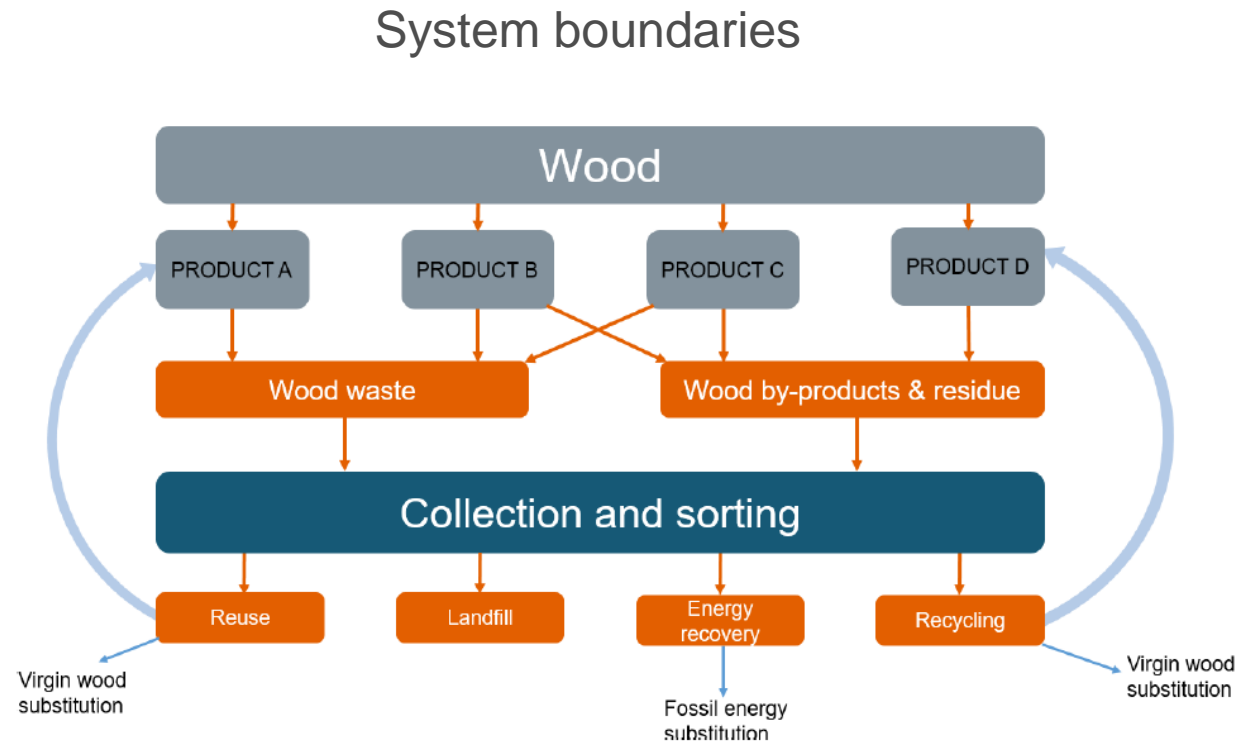 System boundaries
Wood
PRODUCT A
PRODUCT B
PRODUCT C
PRODUCT D
Wood waste
Wood by-products & residue
Collection and sorting
Reuse
Landfill
Energy
recovery
Recycling
Virgin wood
substitution
Fossil energy
substitution
Virgin wood
substitution